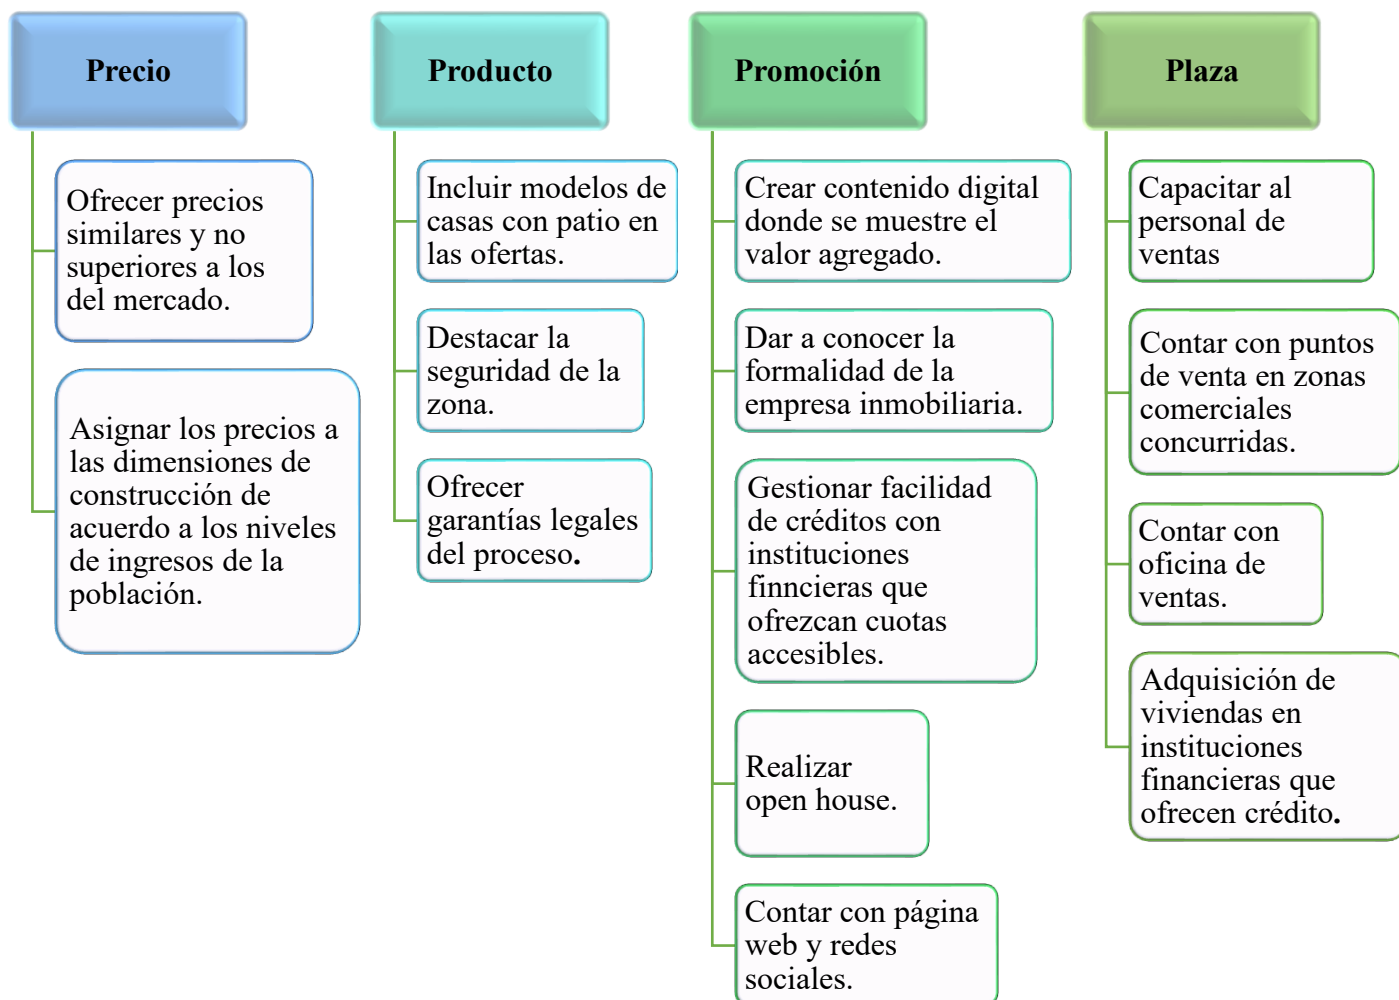 Precio
Ofrecer precios
similares y no
superiores a los
del mercado.
Asignar los precios a
las dimensiones de
construcción de
acuerdo a los niveles
de ingresos de la
población.
Producto
Incluir modelos de
casas con patio en
las ofertas.
Destacar la
seguridad de la
zona.
Ofrecer
garantías legales
del proceso.
Promoción
Crear contenido digital
donde se muestre el
valor agregado.
Dar a conocer la
formalidad de la
empresa inmobiliaria.
Gestionar facilidad
de créditos con
instituciones
finncieras que
ofrezcan cuotas
accesibles.
Realizar
open house.
Contar con página
web y redes
sociales.
Plaza
Capacitar al
personal de
ventas
Contar con puntos
de venta en zonas
comerciales
concurridas.
Contar con
oficina de
ventas.
Adquisición de
viviendas en
instituciones
financieras que
ofrecen crédito.